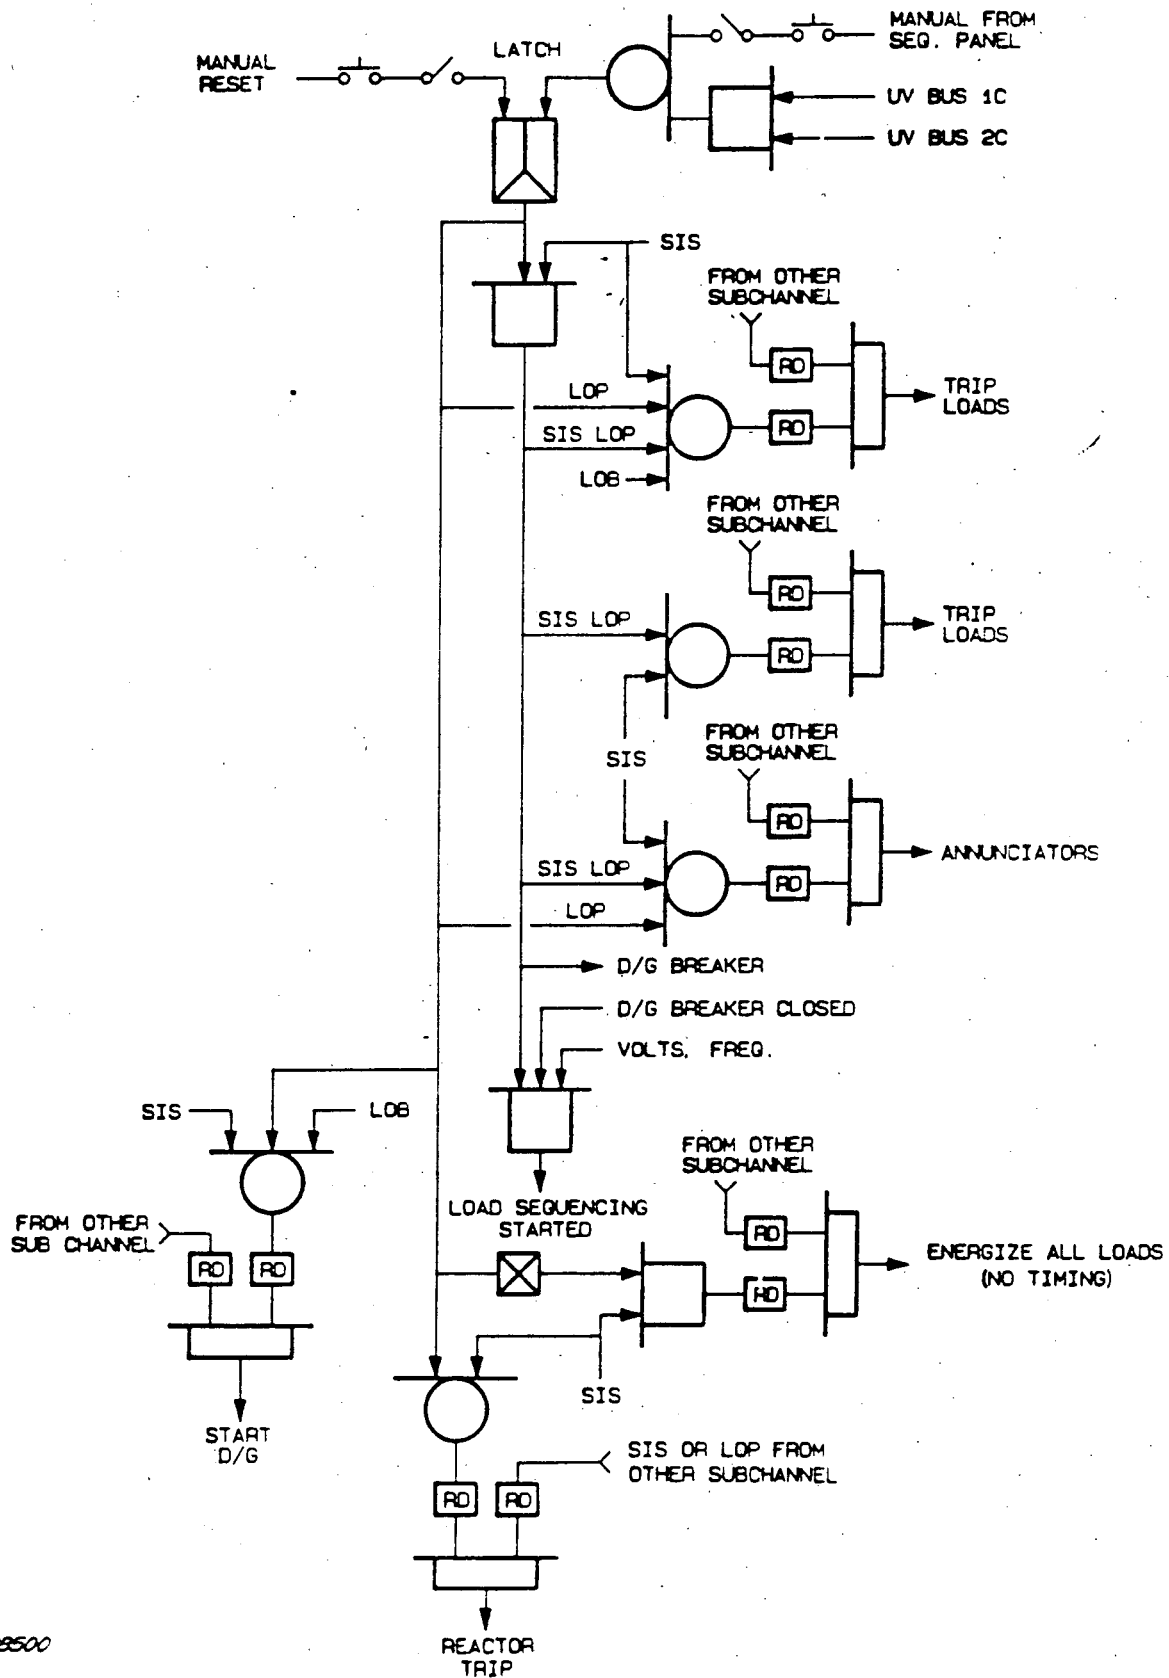 MANUAL FROM
SEQ. PANEL
LATCH
MANUAL
RESET
UV BUS 1C
UV BUS 2C
SIS
FROM OTHER
SUBCHANNEL
RO
TRIP
LOADS
LOP
RO
SIS LOP
LOB
FROM OTHER
SUBCHANNEL
RO
SIS LOP
TRIP
LOADS
RO
FROM OTHER
SUBCHANNEL
SIS
RO
ANNUNCIATORS
SIS LOP
RO
LOP
D/G BREAKER
D/G BREAKER CLOSED
VOLTS, FREQ.
SIS
LOB
FROM OTHER
SUBCHANNEL
LOAD SEQUENCING
STARTED
FROM OTHER
SUB CHANNEL
RO
RO
RO
ENERGIZE ALL LOADS
(NO TIMING)
RO
SIS
START
D/G
SIS OR LOP FROM
OTHER SUBCHANNEL
RO
RO
REACTOR
TRIP